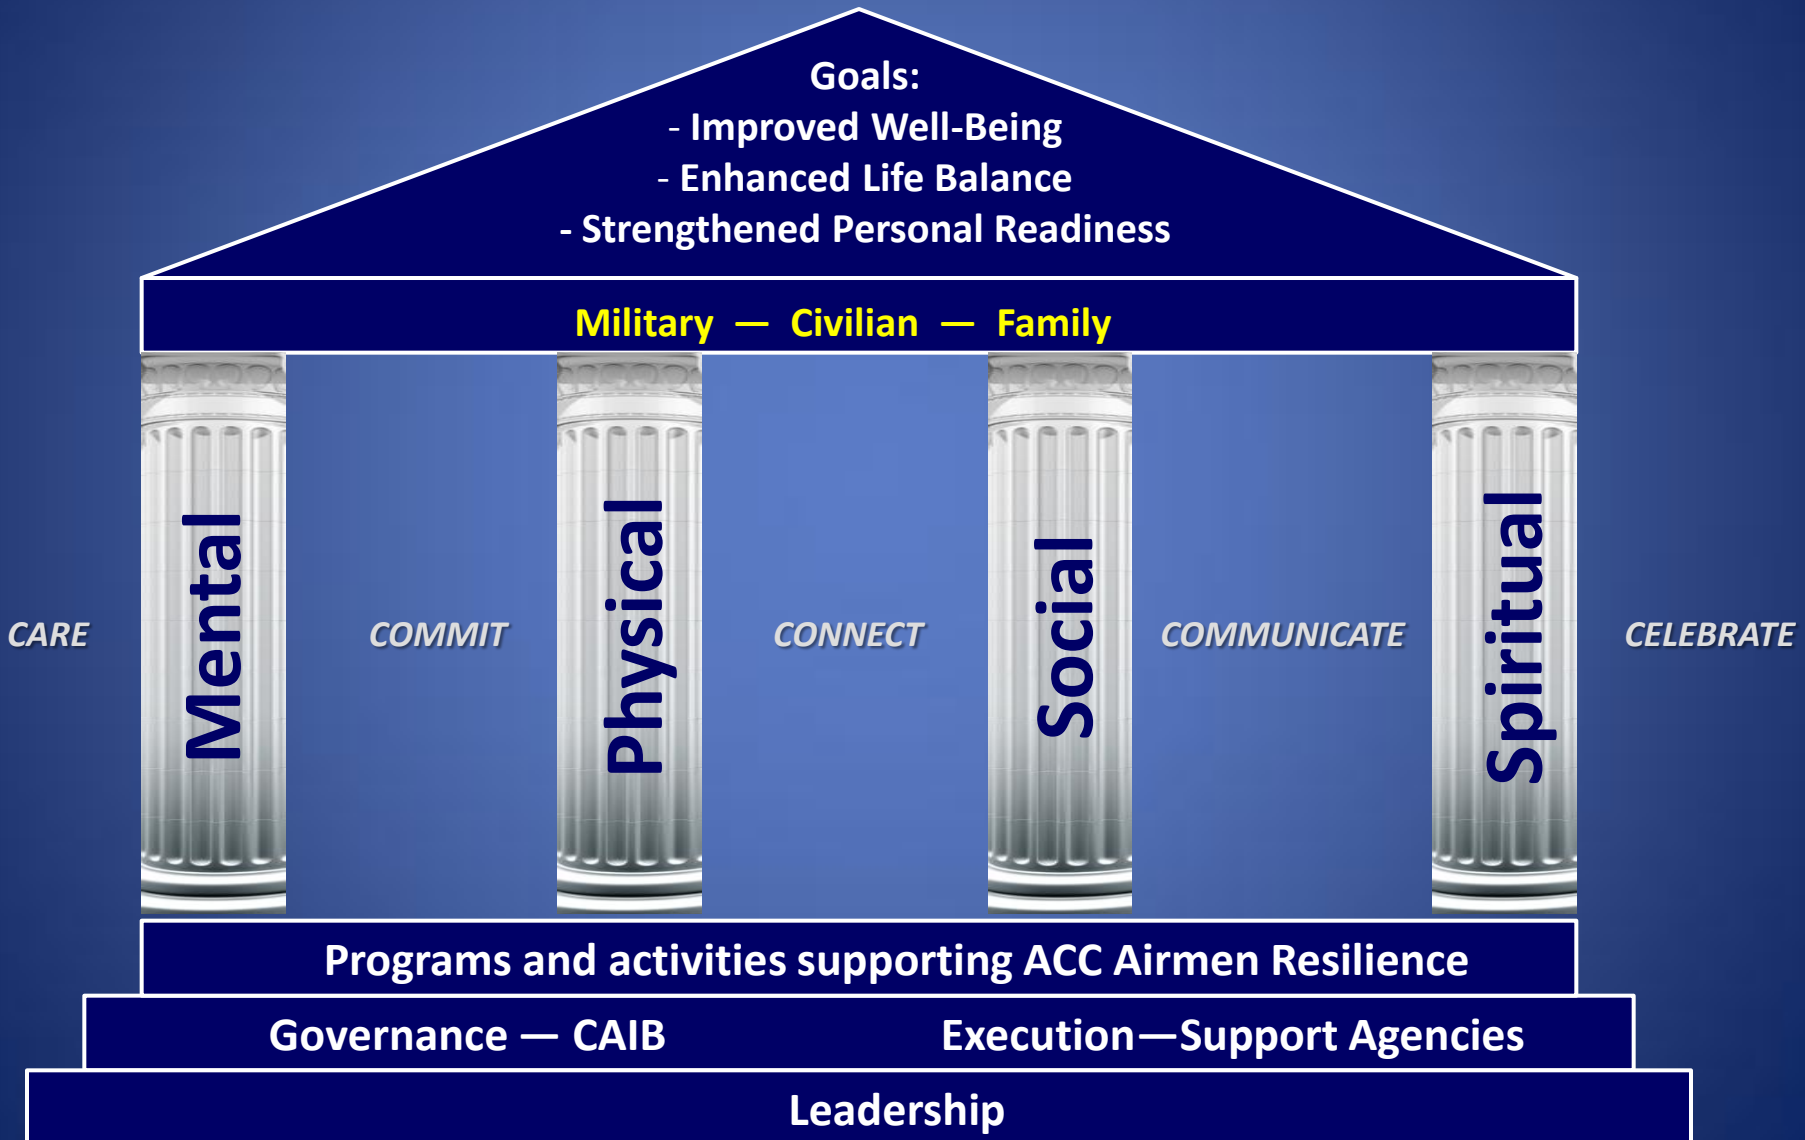 Goals:
- Improved Well-Being
- Enhanced Life Balance
- Strengthened Personal Readiness
Military — Civilian — Family
Mental
Physical
Social
Spiritual
CARE
COMMIT
CONNECT
COMMUNICATE
CELEBRATE
Programs and activities supporting ACC Airmen Resilience
Governance — CAIB
Execution—Support Agencies
Leadership